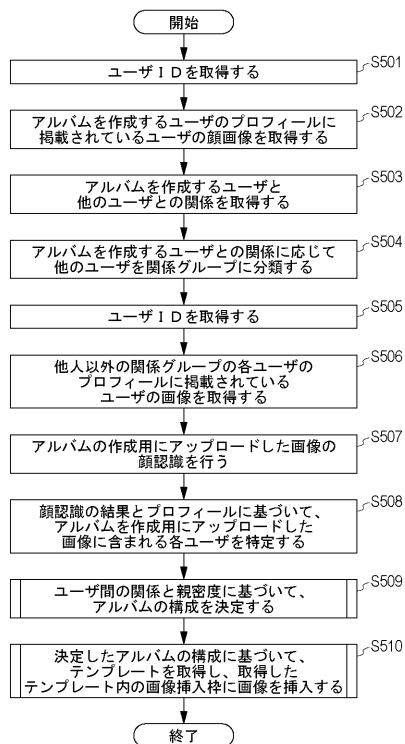 開始
S501
ユーザＩＤを取得する
S502
アルバムを作成するユーザのプロフィールに
掲載されているユーザの顔画像を取得する
S503
アルバムを作成するユーザと
他のユーザとの関係を取得する
S504
アルバムを作成するユーザとの関係に応じて
他のユーザを関係グループに分類する
S505
ユーザＩＤを取得する
S506
他人以外の関係グループの各ユーザの
プロフィールに掲載されている
ユーザの画像を取得する
S507
アルバムの作成用にアップロードした画像の
顔認識を行う
S508
顔認識の結果とプロフィールに基づいて、
アルバムを作成用にアップロードした
画像に含まれる各ユーザを特定する
S509
ユーザ間の関係と親密度に基づいて、
アルバムの構成を決定する
S510
決定したアルバムの構成に基づいて、
テンプレートを取得し、取得した
テンプレート内の画像挿入枠に画像を挿入する
終了